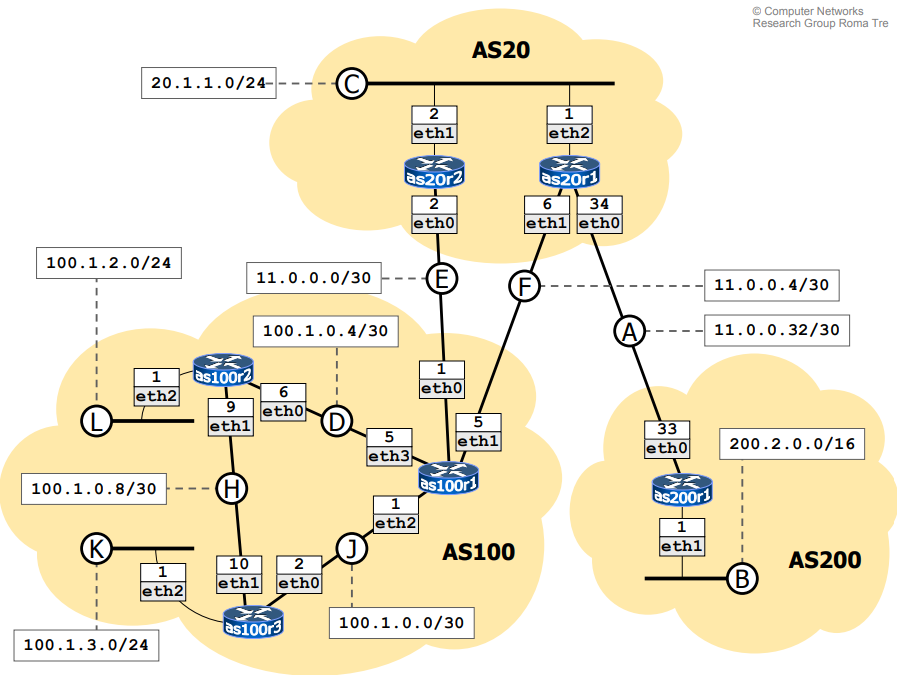 © Computer Networks
Research Group Roma Tre
AS20
20.1.1.0/24
C
2
eth1
1
eth2
as20r2
as20r1
2
eth0
6
eth1
34
eth0
100.1.2.0/24
11.0.0.0/30
E
F
11.0.0.4/30
100.1.0.4/30
A
11.0.0.32/30
as100r2
1
eth2
6
eth0
1
eth0
9
eth1
L
D
5
eth3
5
eth1
33
eth0
200.2.0.0/16
100.1.0.8/30
H
as100r1
as200r1
1
eth2
1
eth1
K
J
AS100
AS200
B
1
eth2
10
eth1
2
eth0
as100r3
100.1.0.0/30
100.1.3.0/24